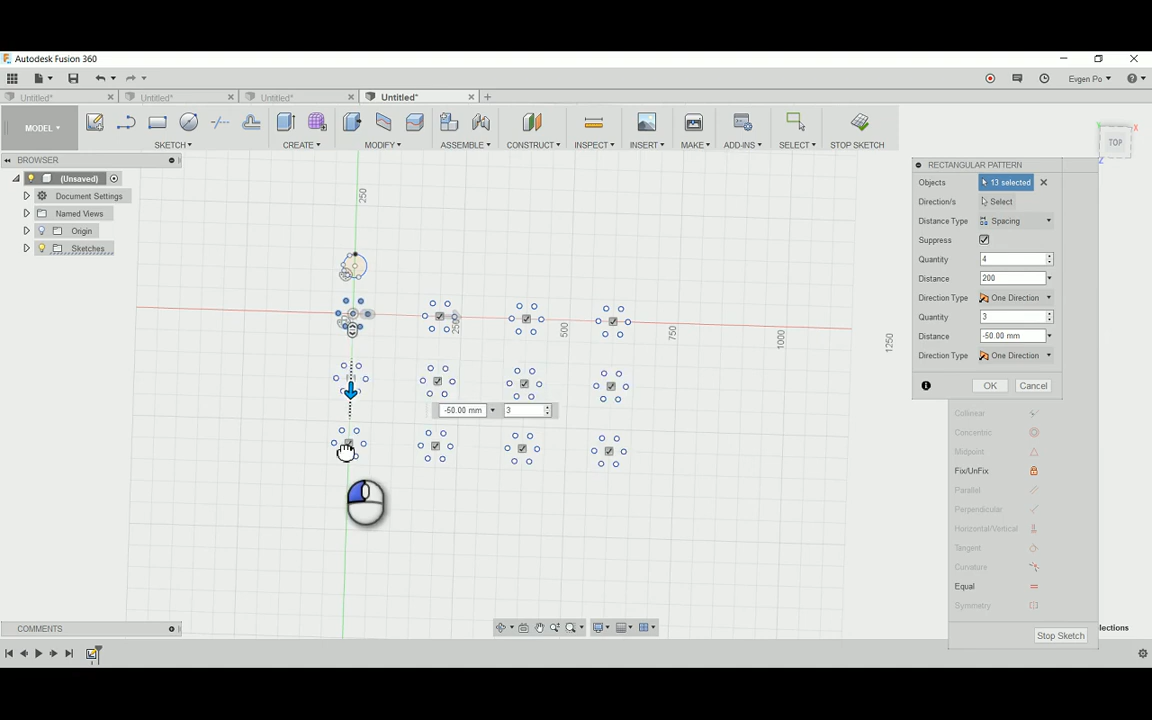 Autodesk Fusion 360
Evgen Po
Untitled*
Untitled*
Untitled*
Untitled*
MODEL
SKETCH
CREATE
MODIFY
ASSEMBLE
CONSTRUCT
INSPECT
INSERT
MAKE
ADD-INS
SELECT
STOP SKETCH
TOP
X
Z
BROWSER
(Unsaved)
Document Settings
Named Views
Origin
Sketches
250
250
500
750
1000
1250
-50.00 mm
3
RECTANGULAR PATTERN
Objects
13 selected
Direction/s
Select
Distance Type
Spacing
Suppress
Quantity
4
Distance
200
Direction Type
One Direction
Quantity
3
Distance
-50.00 mm
Direction Type
One Direction
OK
Cancel
Collinear
Concentric
Midpoint
Fix/UnFix
Parallel
Perpendicular
Horizontal/Vertical
Tangent
Curvature
Equal
Symmetry
Stop Sketch
COMMENTS